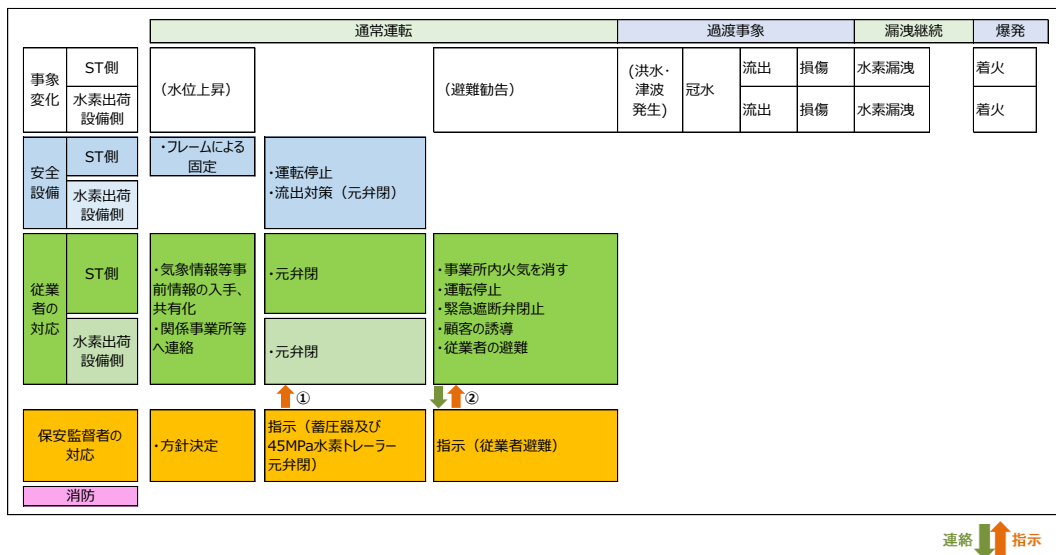 通常運転
過渡事象
漏洩継続
爆発
事象
変化
ST側
水素出荷
設備側
(水位上昇)
(避難勧告)
(洪水・
津波
発生)
冠水
流出
損傷
水素漏洩
着火
流出
損傷
水素漏洩
着火
安全
設備
ST側
水素出荷
設備側
・フレームによる
固定
・運転停止
・流出対策（元弁閉）
従業
者の
対応
ST側
水素出荷
設備側
・気象情報等事
前情報の入手、
共有化
・関係事業所等
へ連絡
・元弁閉
・元弁閉
・事業所内火気を消す
・運転停止
・緊急遮断弁閉止
・顧客の誘導
・従業者の避難
①
②
保安監督者の
対応
・方針決定
指示（蓄圧器及び
45MPa水素トレーラー
元弁閉）
指示（従業者避難）
消防
連絡
指示